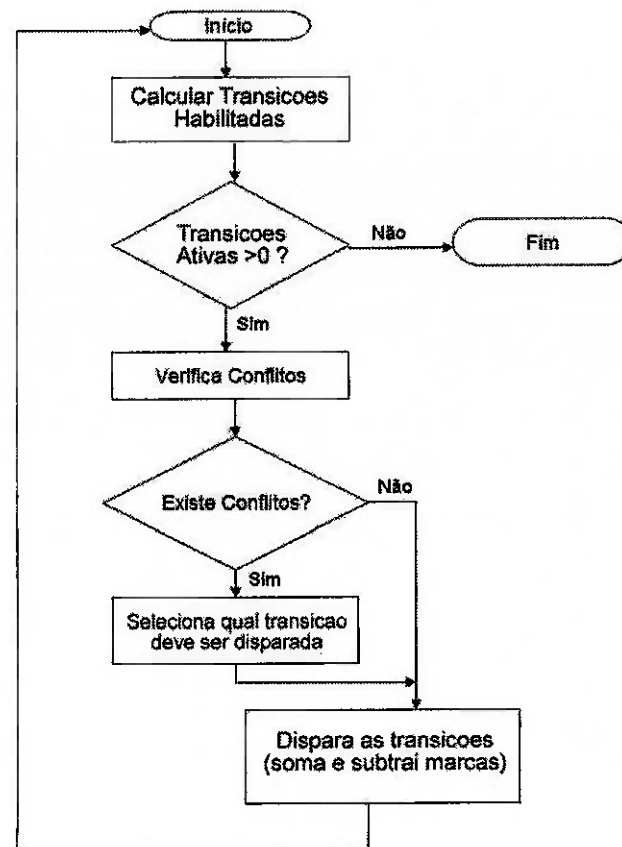 Início
Calcular Transicoes
Habilitadas
Transicoes
Ativas >0 ?
Não
Fim
Sim
Verifica Conflitos
Existe Conflitos?
Não
Sim
Seleciona qual transicao
deve ser disparada
Dispara as transicoes
(soma e subtrai marcas)